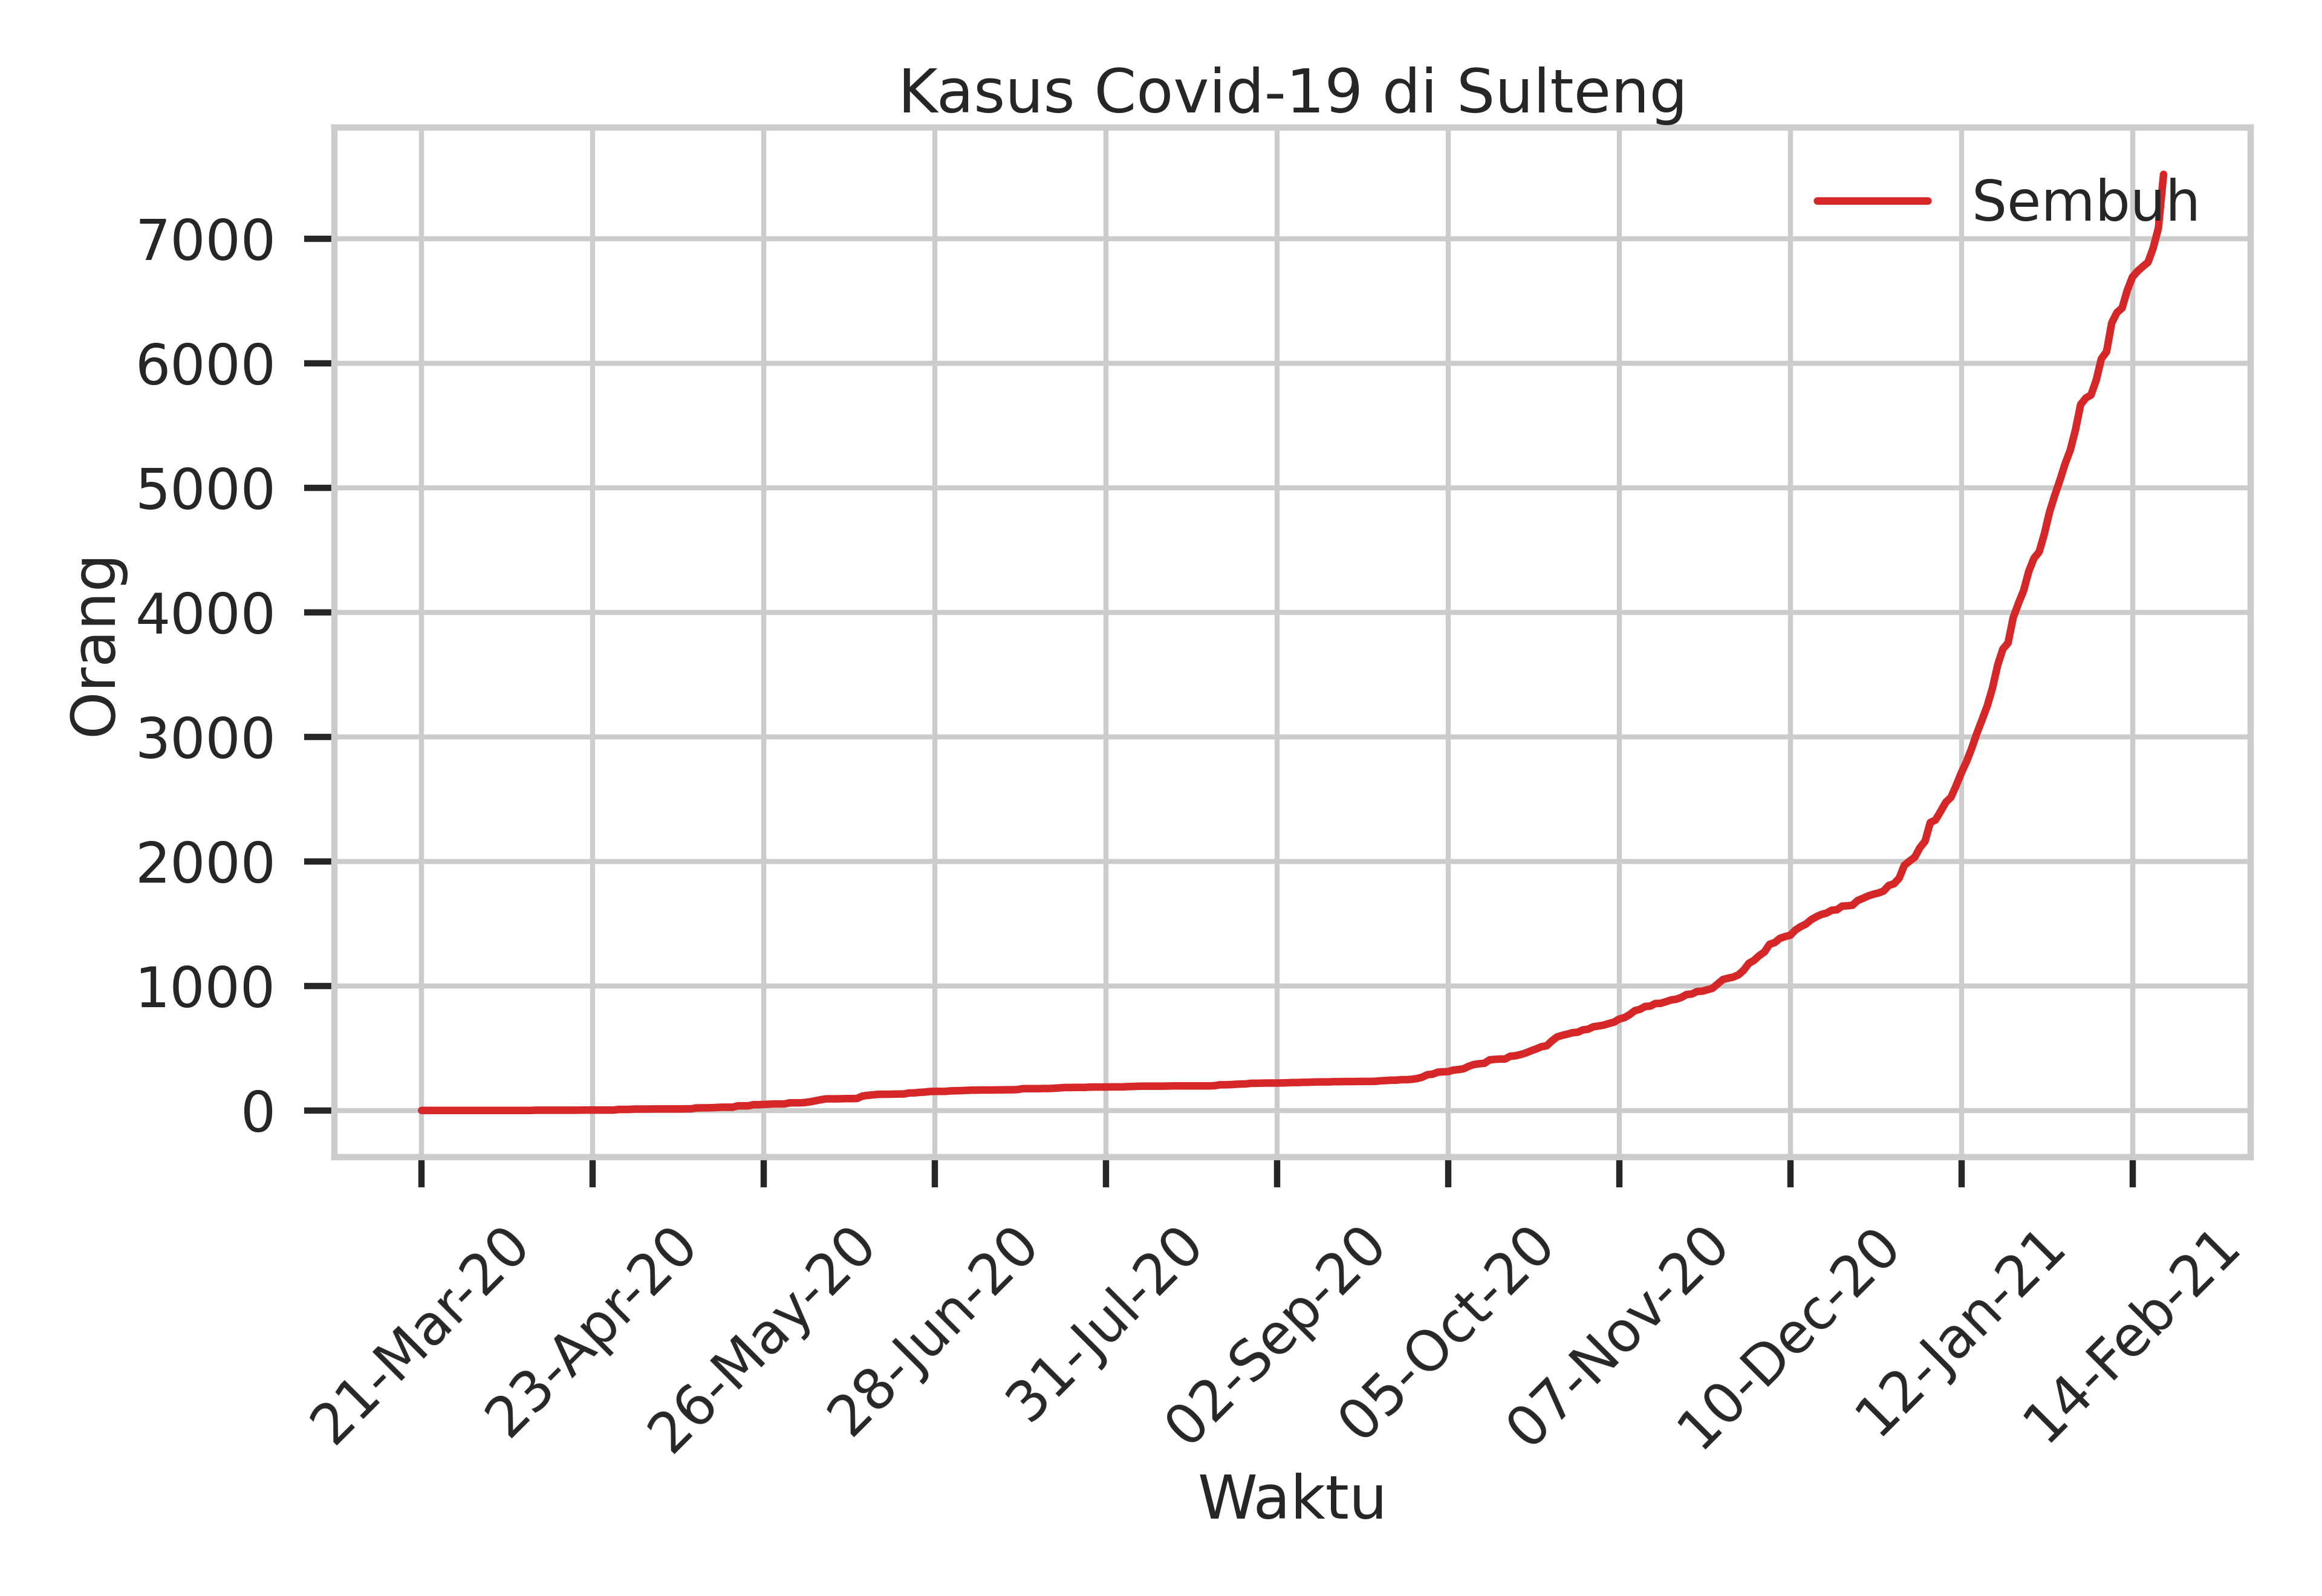 Kasus Covid-19 di Sulteng
Sembuh
7000
6000
5000
4000
3000
2000
1000
0
Orang
21-Mar-20
23-Apr-20
26-May-20
28-Jun-20
31-Jul-20
02-Sep-20
05-Oct-20
07-Nov-20
10-Dec-20
12-Jan-21
14-Feb-21
Waktu